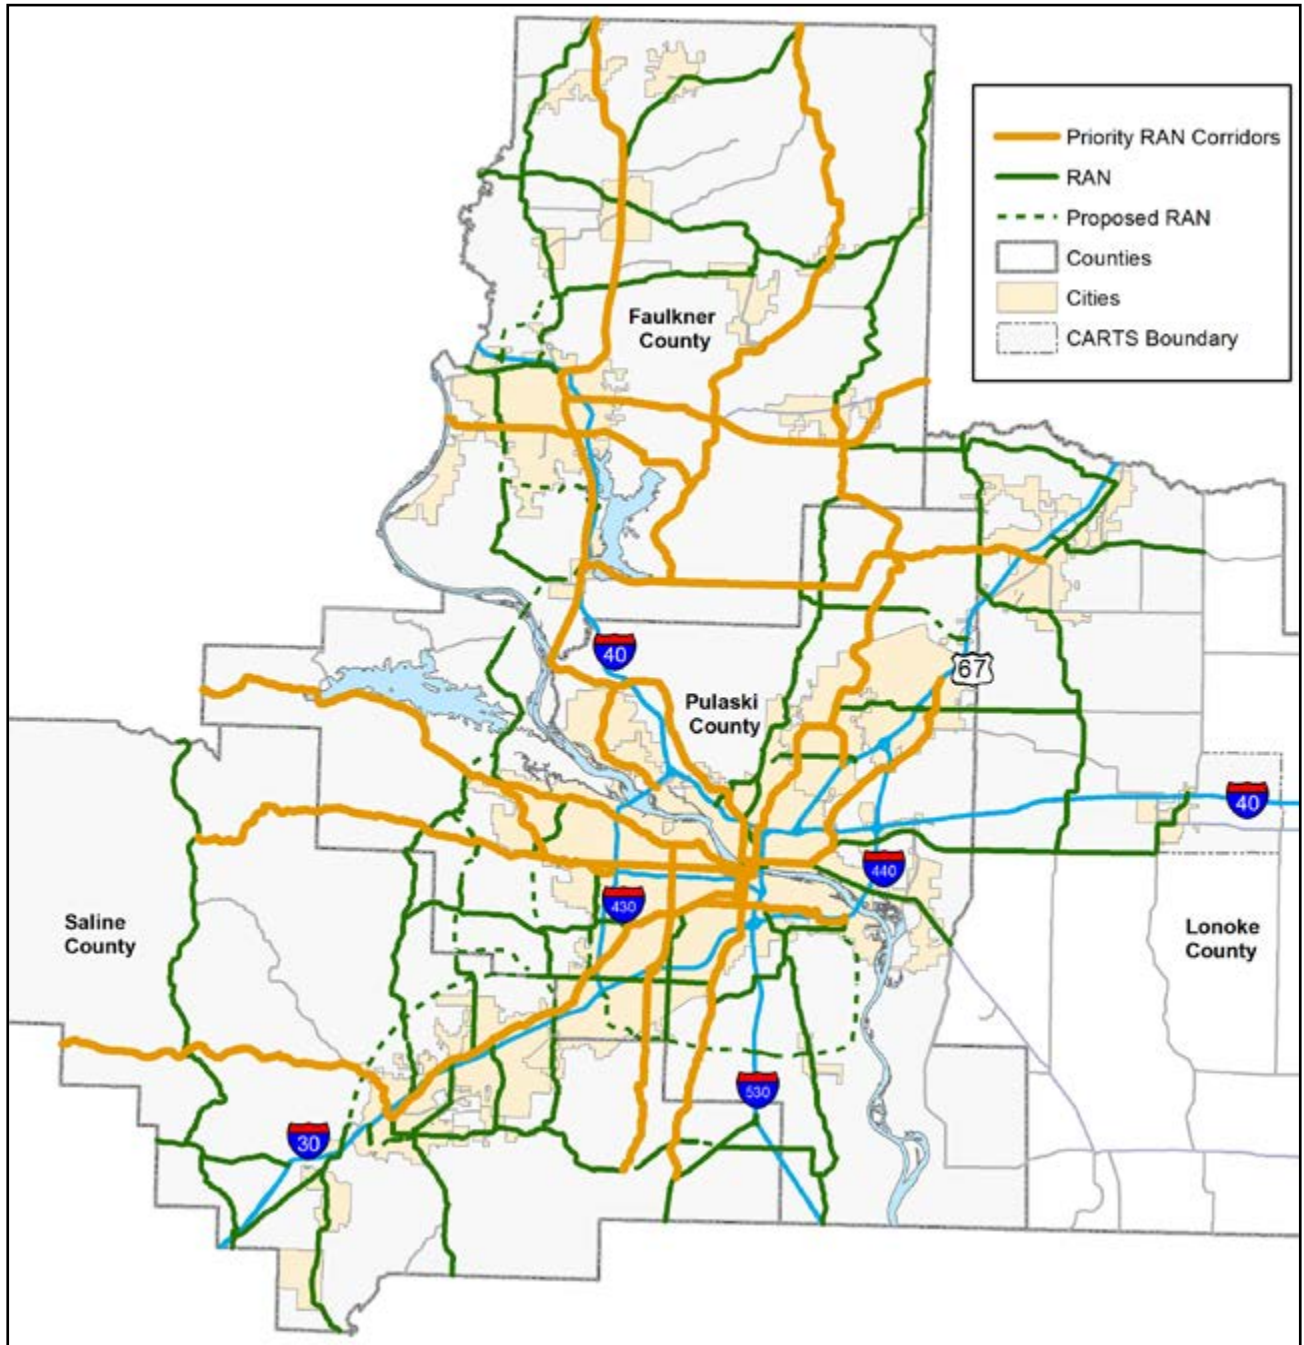 Priority RAN Corridors
RAN
Proposed RAN
Counties
Cities
CARTS Boundary
Faulkner
County
40
67
Pulaski
County
40
440
430
Saline
County
Lonoke
County
530
30